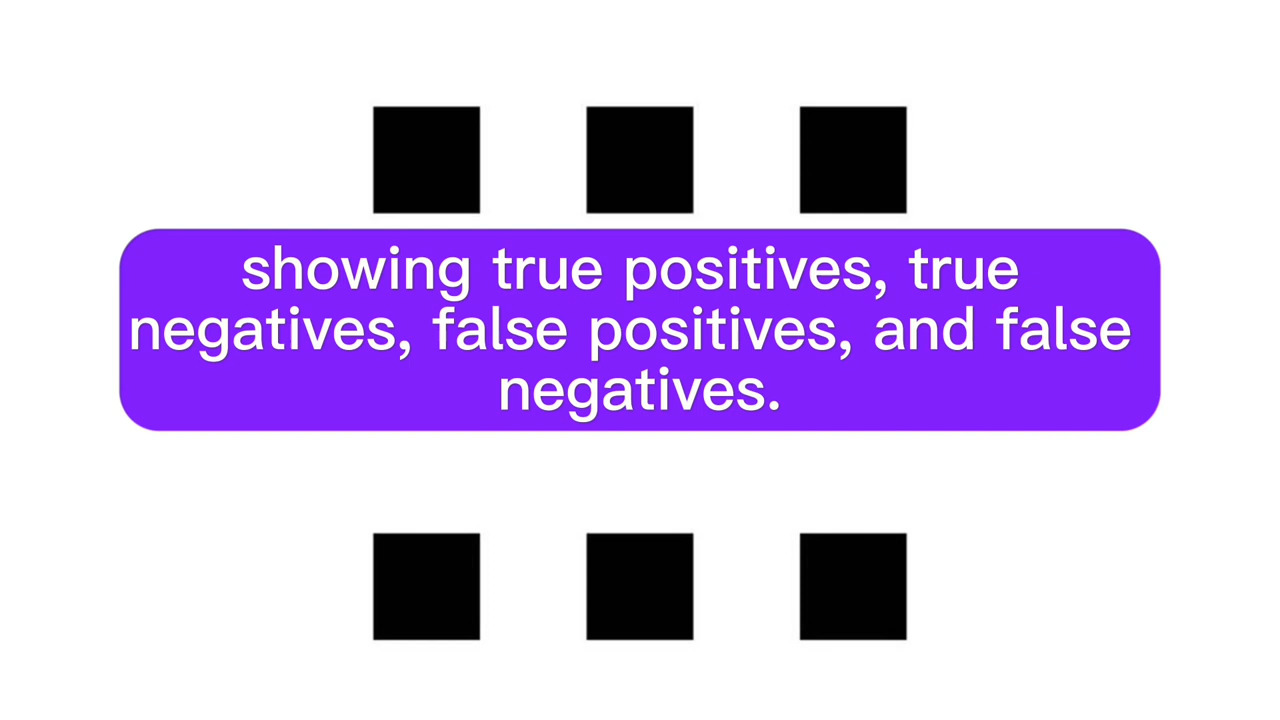 showing true positives, true
negatives, false positives, and false
negatives.